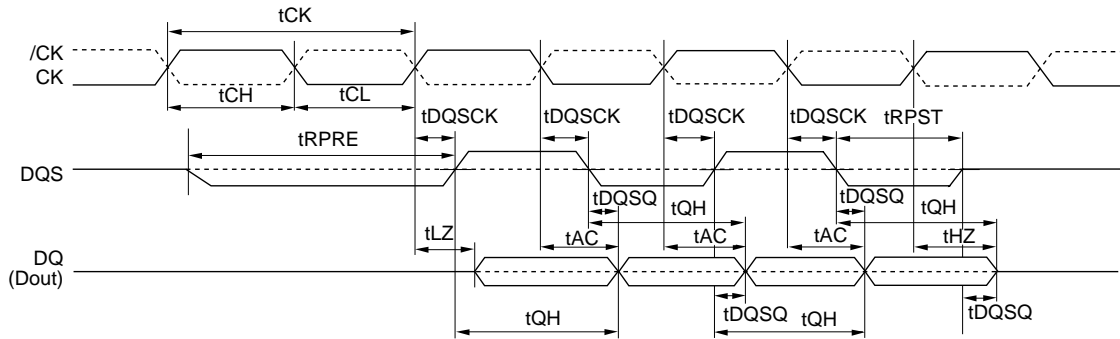 tCK
/CK
CK
tCH tCL
tDQSCK tDQSCK tDQSCK tDQSCK tRPST
tRPRE
DQS
tDQSQ tQH tDQSQ tQH
tLZ tAC tAC tAC tHZ
DQ
(Dout)
tQH tDQSQ tQH tDQSQ